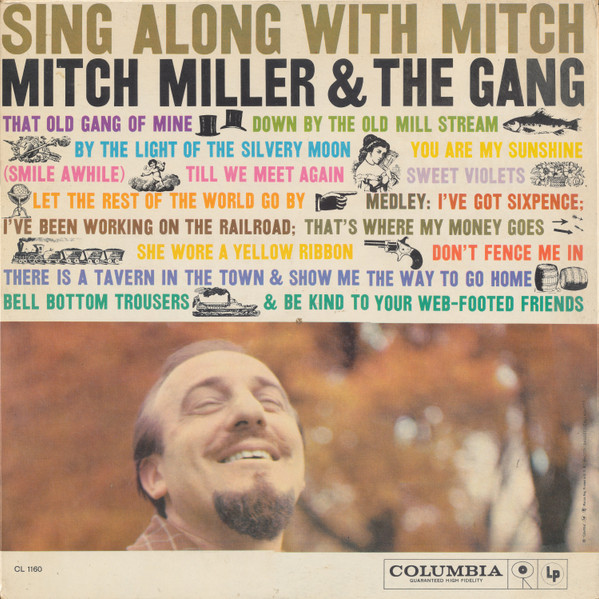 SING ALONG WITH MITCH
MITCH MILLER & THE GANG
THAT OLD GANG OF MINE DOWN BY THE OLD MILL STREAM
BY THE LIGHT OF THE SILVERY MOON YOU ARE MY SUNSHINE
(SMILE AWHILE) TILL WE MEET AGAIN SWEET VIOLETS
LET THE REST OF THE WORLD GO BY MEDLEY: I'VE GOT SIXPENCE;
I'VE BEEN WORKING ON THE RAILROAD; THAT'S WHERE MY MONEY GOES
SHE WORE A YELLOW RIBBON DON'T FENCE ME IN
THERE IS A TAVERN IN THE TOWN & SHOW ME THE WAY TO GO HOME
BELL BOTTOM TROUSERS & BE KIND TO YOUR WEB-FOOTED FRIENDS
CL 1160
COLUMBIA
GUARANTEED HIGH FIDELITY
Lp